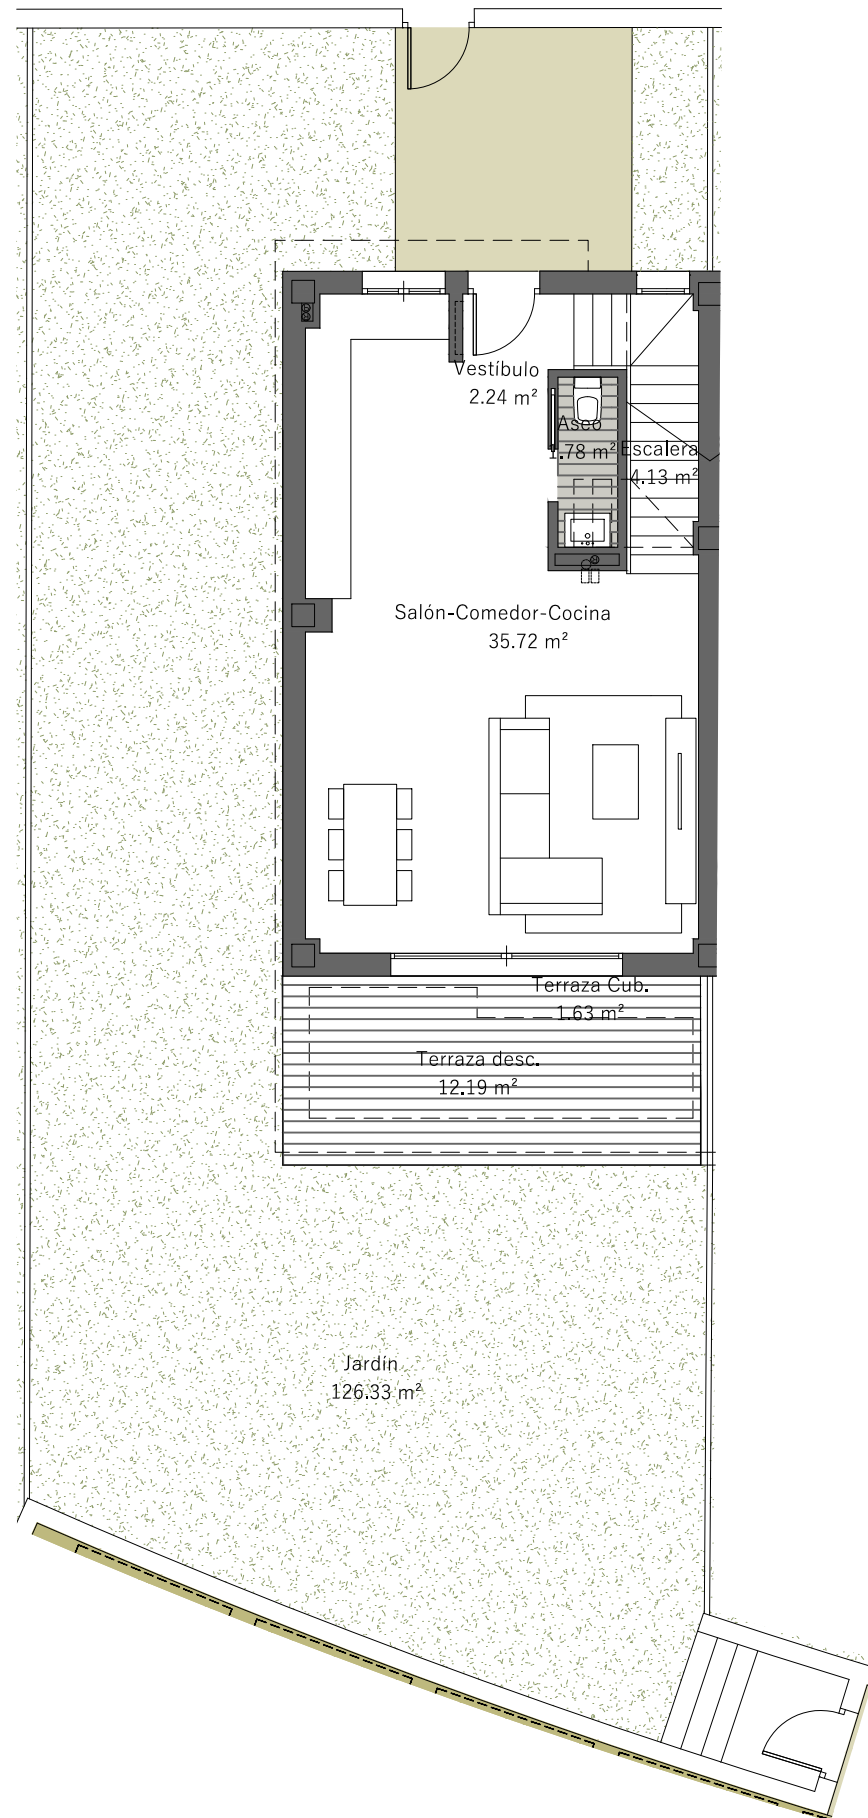 Vestíbulo
2.24 m²
Aseo
1.78 m²
Escalera
4.13 m²
Salón-Comedor-Cocina
35.72 m²
Terraza Cub.
1.63 m²
Terraza desc.
12.19 m²
Jardín
126.33 m²